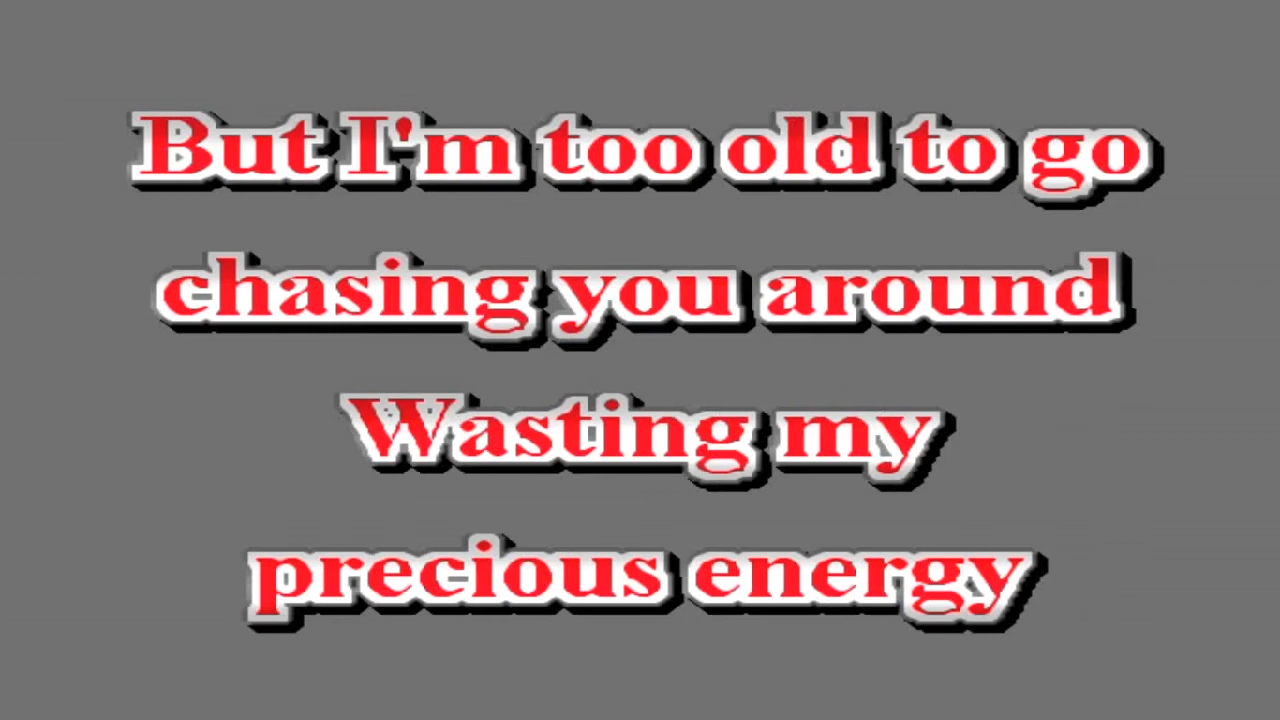 But I'm too old to go
chasing you around
Wasting my
precious energy